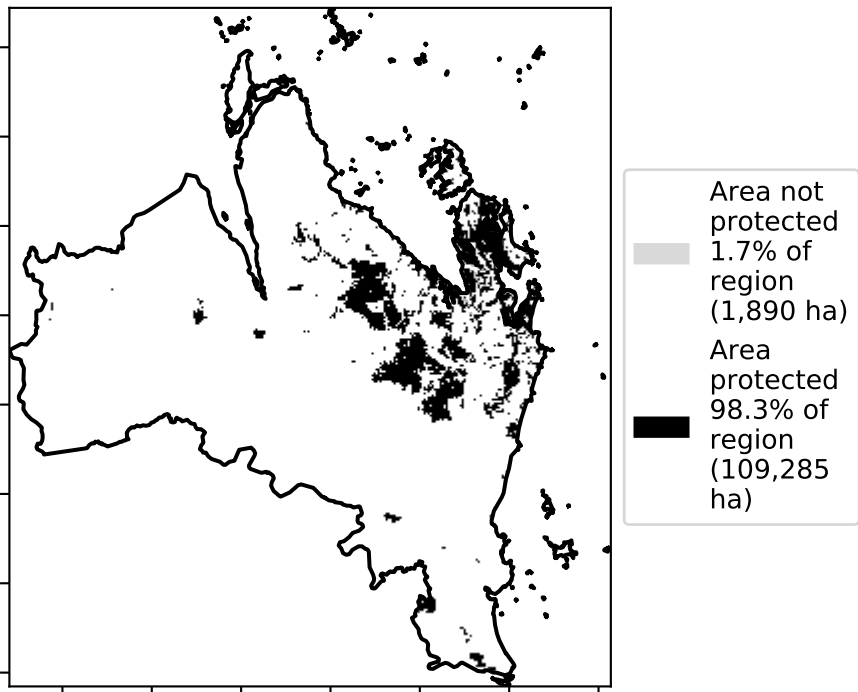 Area not
protected
1.7% of
region
(1,890 ha)
Area
protected
98.3% of
region
(109,285
ha)